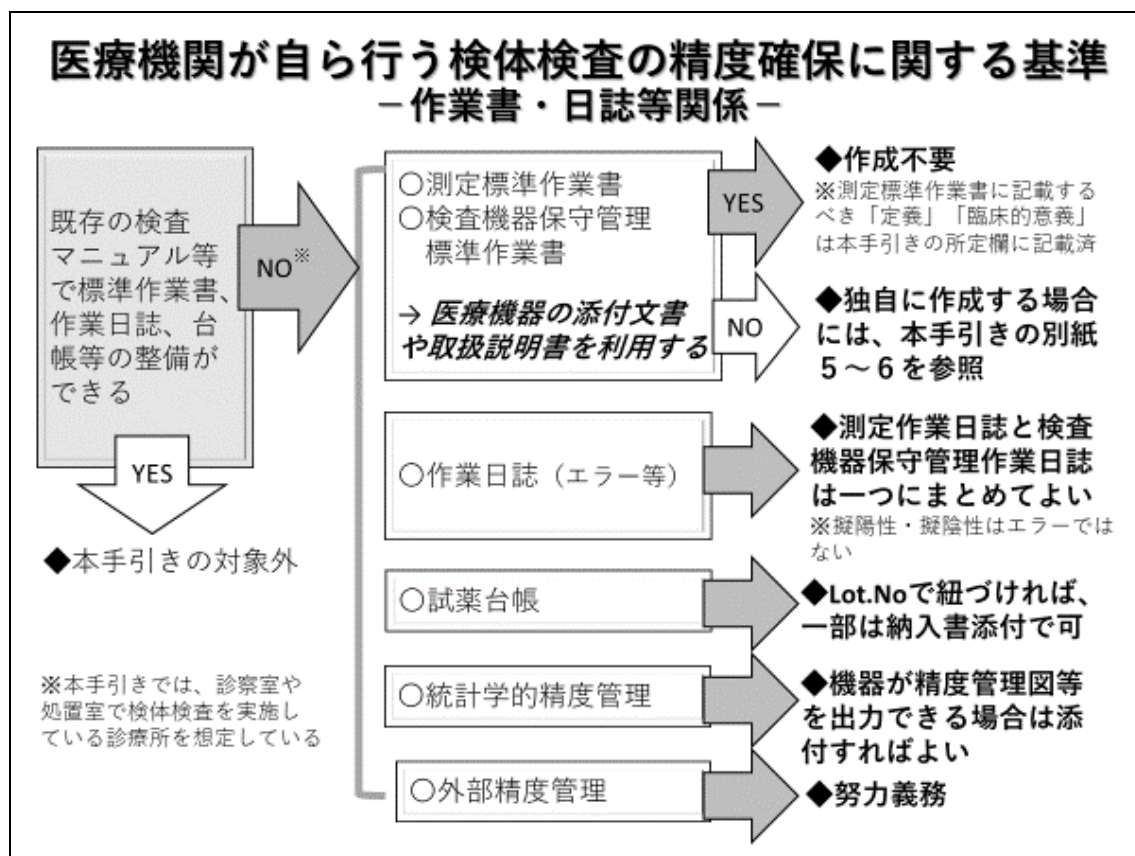 医療機関が自ら行う検体検査の精度確保に関する基準
－作業書・日誌等関係－
既存の検査
マニュアル等
で標準作業書、
作業日誌、台
帳等の整備が
できる
NO※
YES
◆本手引きの対象外
※本手引きでは、診察室や
処置室で検体検査を実施し
ている診療所を想定している
○測定標準作業書
○検査機器保守管理
標準作業書
→ 医療機器の添付文書
や取扱説明書を利用する
YES
◆作成不要
※測定標準作業書に記載する
べき「定義」「臨床的意義」
は本手引きの所定欄に記載済
NO
◆独自に作成する場合
には、本手引きの別紙
５～６を参照
○作業日誌（エラー等）
◆測定作業日誌と検査
機器保守管理作業日誌
は一つにまとめてよい
※擬陽性・擬陰性はエラーでは
ない
○試薬台帳
◆Lot.Noで紐づければ、
一部は納入書添付で可
○統計学的精度管理
◆機器が精度管理図等
を出力できる場合は添
付すればよい
○外部精度管理
◆努力義務